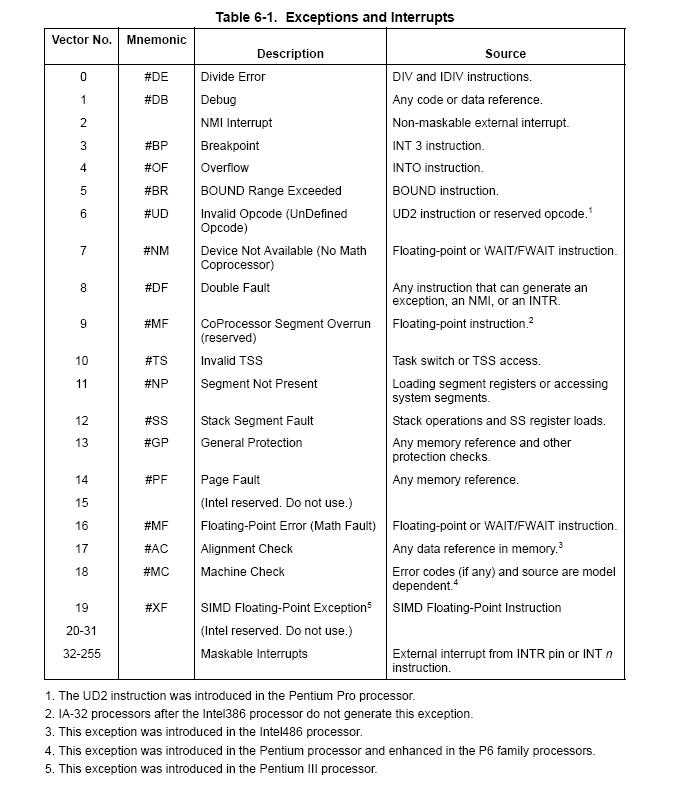 Table 6-1. Exceptions and Interrupts
Vector No. Mnemonic Description Source
0 #DE Divide Error DIV and IDIV instructions.
1 #DB Debug Any code or data reference.
2 NMI Interrupt Non-maskable external interrupt.
3 #BP Breakpoint INT 3 instruction.
4 #OF Overflow INTO instruction.
5 #BR BOUND Range Exceeded BOUND instruction.
6 #UD Invalid Opcode (UnDefined UD2 instruction or reserved opcode.1
Opcode)
7 #NM Device Not Available (No Math Floating-point or WAIT/FWAIT instruction.
Coprocessor)
8 #DF Double Fault Any instruction that can generate an
exception, an NMI, or an INTR.
9 #MF CoProcessor Segment Overrun Floating-point instruction.2
(reserved)
10 #TS Invalid TSS Task switch or TSS access.
11 #NP Segment Not Present Loading segment registers or accessing
system segments.
12 #SS Stack Segment Fault Stack operations and SS register loads.
13 #GP General Protection Any memory reference and other
protection checks.
14 #PF Page Fault Any memory reference.
15 (Intel reserved. Do not use.)
16 #MF Floating-Point Error (Math Fault) Floating-point or WAIT/FWAIT instruction.
17 #AC Alignment Check Any data reference in memory.3
18 #MC Machine Check Error codes (if any) and source are model
dependent.4
19 #XF SIMD Floating-Point Exception5 SIMD Floating-Point Instruction
20-31 (Intel reserved. Do not use.)
32-255 Maskable Interrupts External interrupt from INTR pin or INT n
instruction.
1. The UD2 instruction was introduced in the Pentium Pro processor.
2. IA-32 processors after the Intel386 processor do not generate this exception.
3. This exception was introduced in the Intel486 processor.
4. This exception was introduced in the Pentium processor and enhanced in the P6 family processors.
5. This exception was introduced in the Pentium III processor.